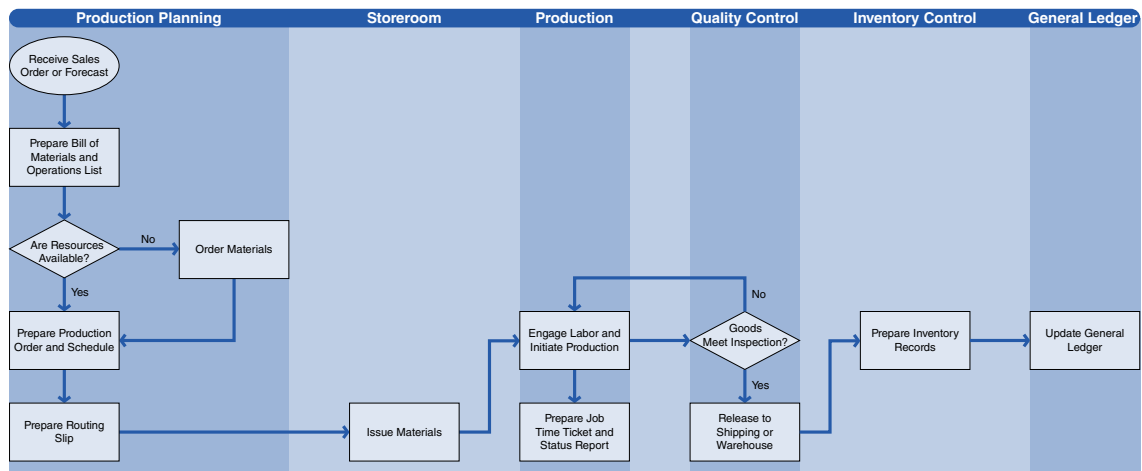 Production Planning
Storeroom
Production
Quality Control
Inventory Control
General Ledger
Receive Sales
Order or Forecast
Prepare Bill of
Materials and
Operations List
Are Resources
Available?
No
Order Materials
Yes
Prepare Production
Order and Schedule
Prepare Routing
Slip
Issue Materials
Engage Labor and
Initiate Production
Prepare Job
Time Ticket and
Status Report
No
Goods
Meet Inspection?
Yes
Release to
Shipping or
Warehouse
Prepare Inventory
Records
Update General
Ledger